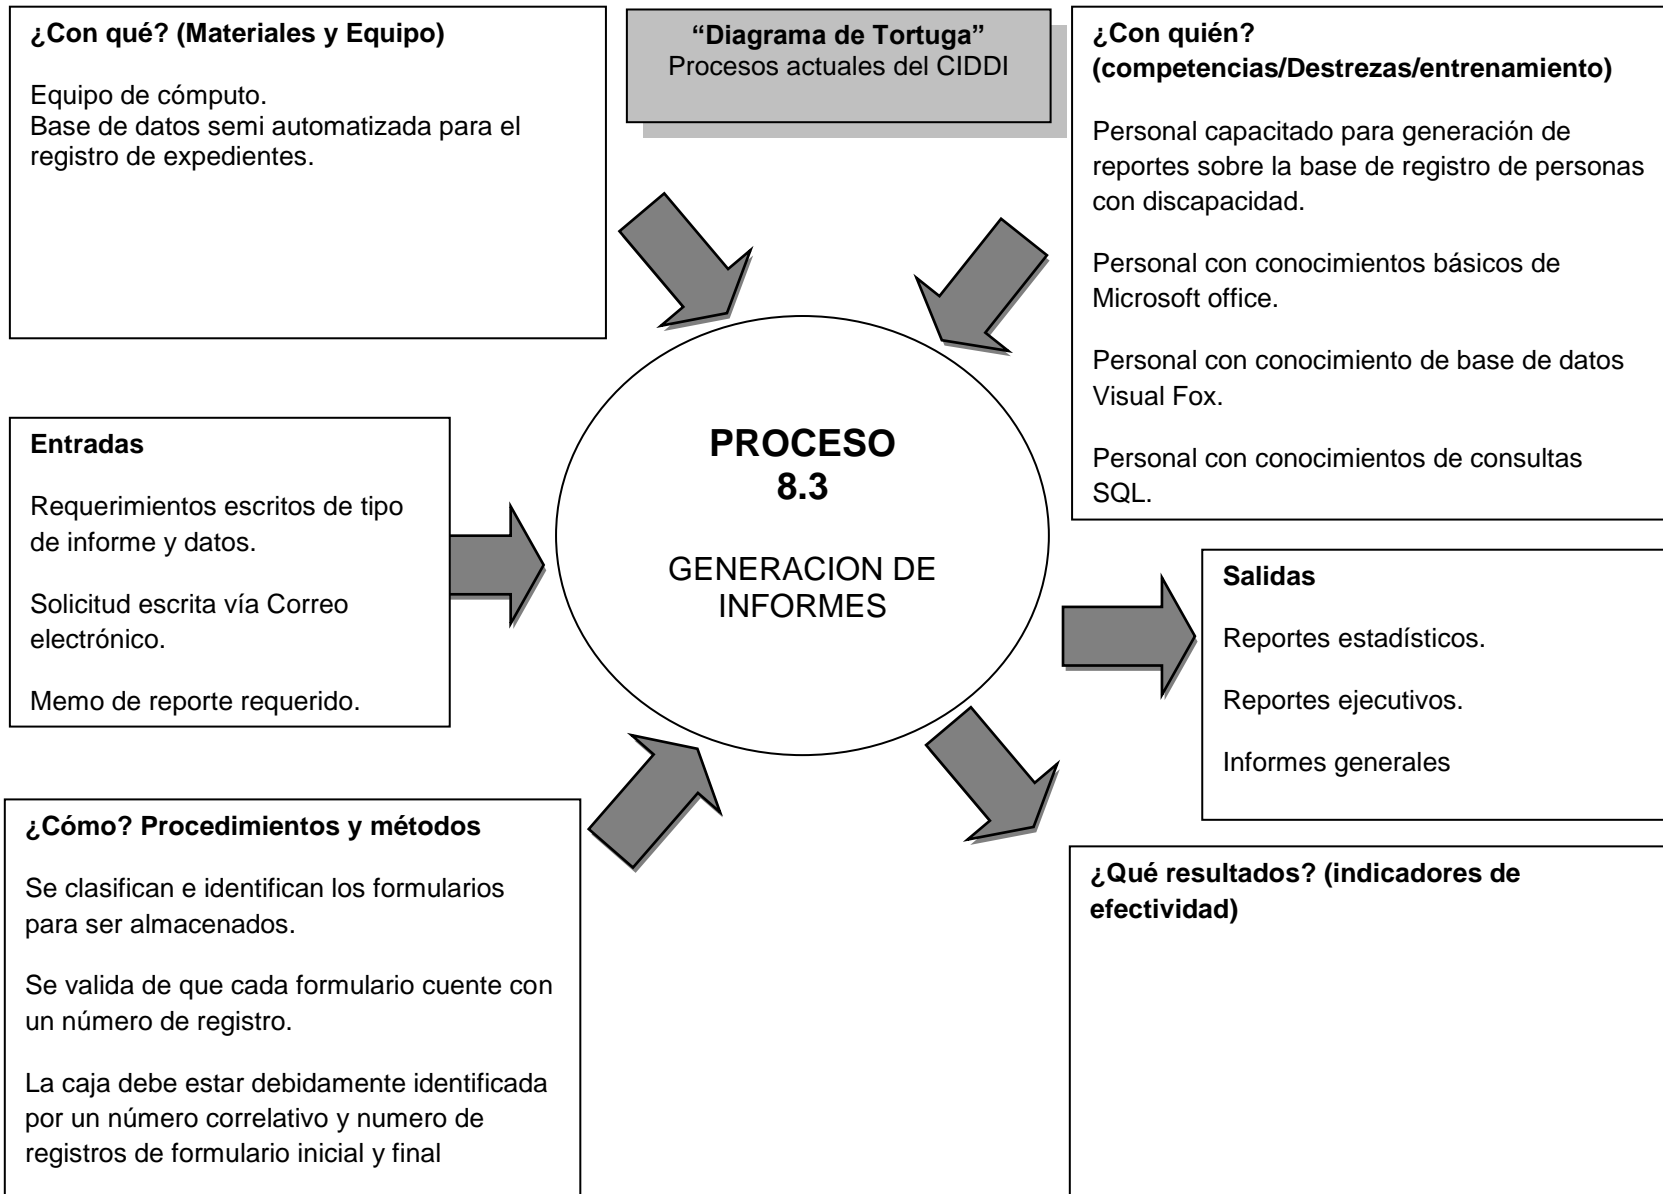 ¿Con qué? (Materiales y Equipo)
Equipo de cómputo.
Base de datos semi automatizada para el
registro de expedientes.
“Diagrama de Tortuga”
Procesos actuales del CIDDI
¿Con quién?
(competencias/Destrezas/entrenamiento)
Personal capacitado para generación de
reportes sobre la base de registro de personas
con discapacidad.
Personal con conocimientos básicos de
Microsoft office.
Personal con conocimiento de base de datos
Visual Fox.
Personal con conocimientos de consultas
SQL.
Entradas
Requerimientos escritos de tipo
de informe y datos.
Solicitud escrita vía Correo
electrónico.
Memo de reporte requerido.
PROCESO
8.3
GENERACION DE
INFORMES
Salidas
Reportes estadísticos.
Reportes ejecutivos.
Informes generales
¿Cómo? Procedimientos y métodos
Se clasifican e identifican los formularios
para ser almacenados.
Se valida de que cada formulario cuente con
un número de registro.
La caja debe estar debidamente identificada
por un número correlativo y numero de
registros de formulario inicial y final
¿Qué resultados? (indicadores de
efectividad)